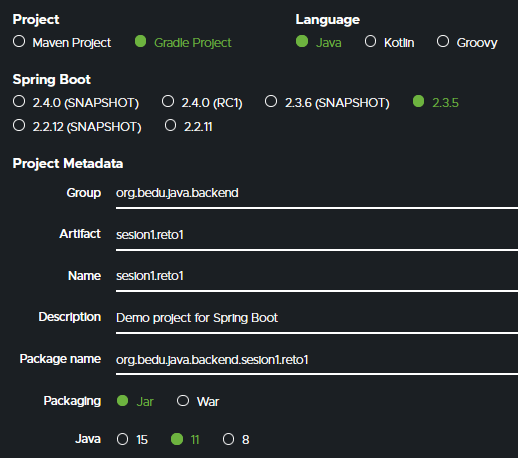 Project
Language
Maven Project
Gradle Project
Java
Kotlin
Groovy
Spring Boot
2.4.0 (SNAPSHOT)
2.4.0 (RC1)
2.3.6 (SNAPSHOT)
2.3.5
2.2.12 (SNAPSHOT)
2.2.11
Project Metadata
Group
org.bedu.java.backend
Artifact
sesion1.reto1
Name
sesion1.reto1
Description
Demo project for Spring Boot
Package name
org.bedu.java.backend.sesion1.reto1
Packaging
Jar
War
Java
15
11
8